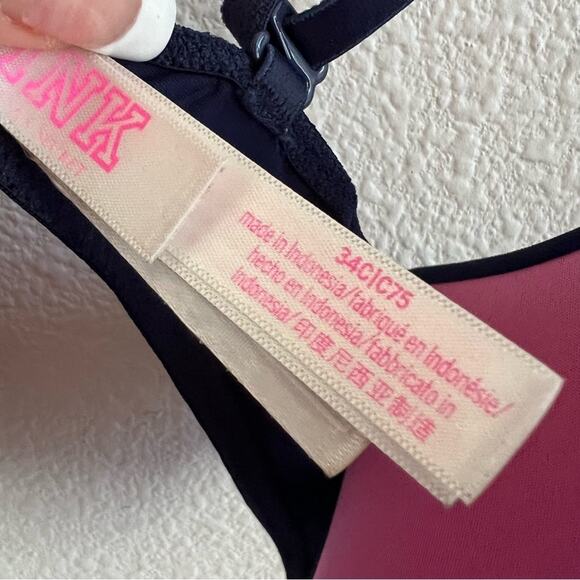 INK
34C|C75
made in Indonesia/fabriqué en Indonésie/
hecho en Indonesia/fabbricato in
Indonesia/印度尼西亚制造